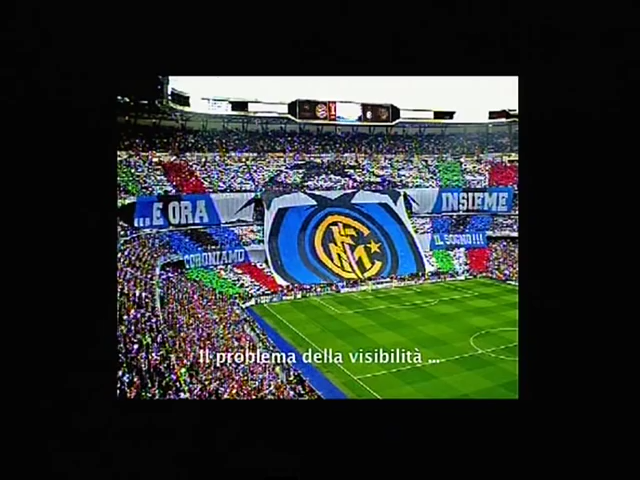 ...E ORA
INSIEME
CORONIAMO
IL SOGNO!!!
Il problema della visibilità ...